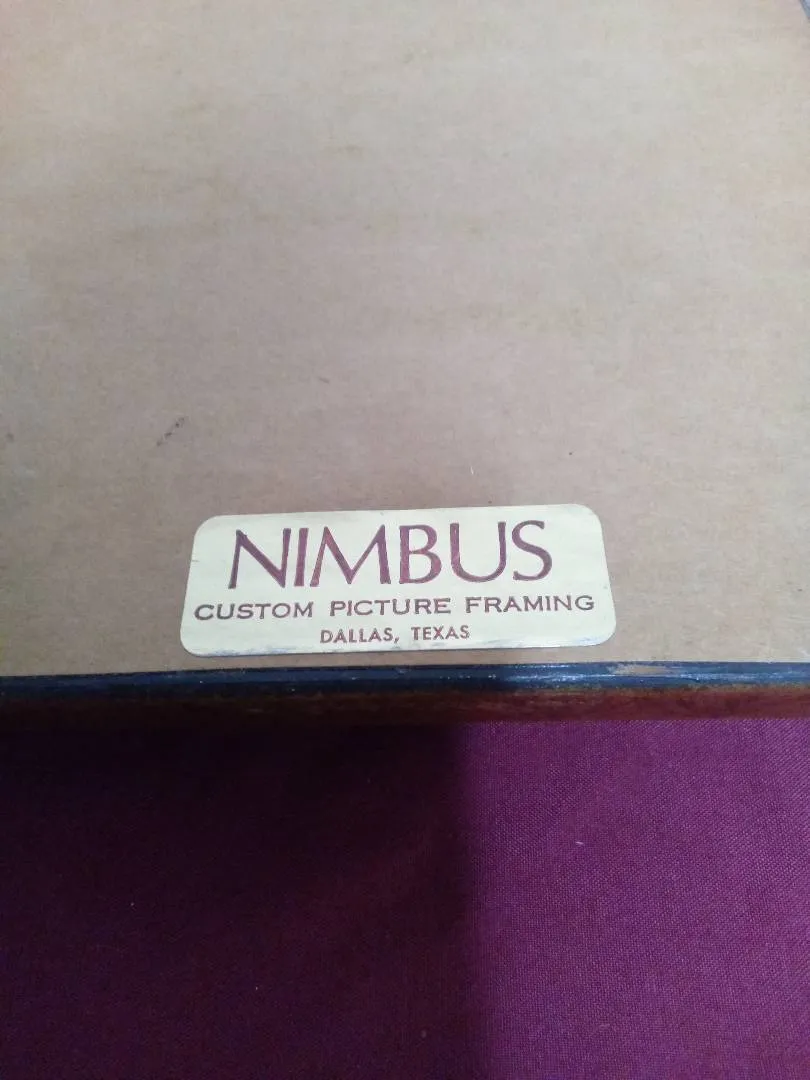 NIMBUS
CUSTOM PICTURE FRAMING
DALLAS, TEXAS